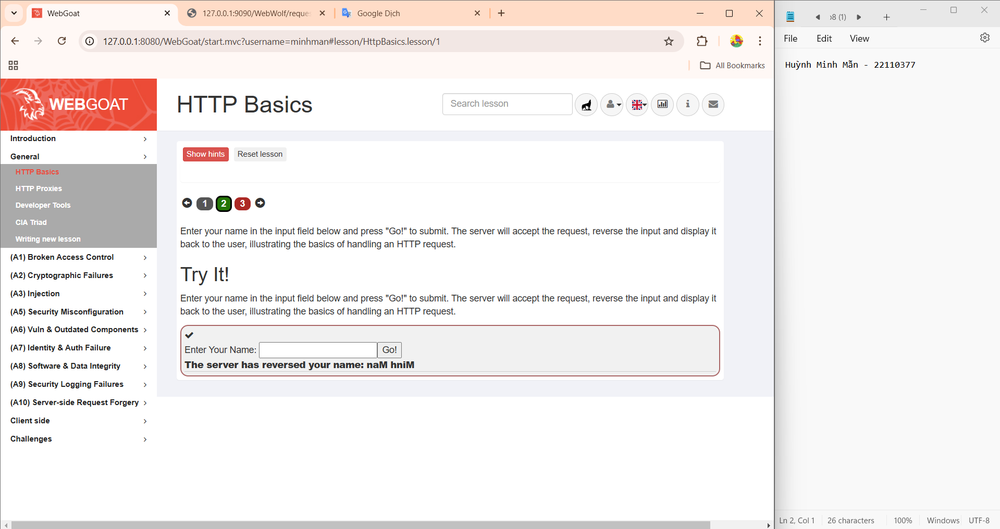 WebGoat
127.0.0.1:9090/WebWolf/reque
Google Dịch
127.0.0.1:8080/WebGoat/start.mvc?username=minhman#lesson/HttpBasics.lesson/1
All Bookmarks
WEBGOAT
HTTP Basics
Search lesson
Introduction
General
HTTP Basics
HTTP Proxies
Developer Tools
CIA Triad
Writing new lesson
(A1) Broken Access Control
(A2) Cryptographic Failures
(A3) Injection
(A5) Security Misconfiguration
(A6) Vuln & Outdated Components
(A7) Identity & Auth Failure
(A8) Software & Data Integrity
(A9) Security Logging Failures
(A10) Server-side Request Forgery
Client side
Challenges
Show hints
Reset lesson
1 2 3
Enter your name in the input field below and press "Go!" to submit. The server will accept the request, reverse the input and display it
back to the user, illustrating the basics of handling an HTTP request.
Try It!
Enter your name in the input field below and press "Go!" to submit. The server will accept the request, reverse the input and display it
back to the user, illustrating the basics of handling an HTTP request.
Enter Your Name: Go!
The server has reversed your name: naM hniM
8 (1)
File Edit View
Huỳnh Minh Mẫn - 22110377
Ln 2, Col 1 26 characters 100% Windows UTF-8